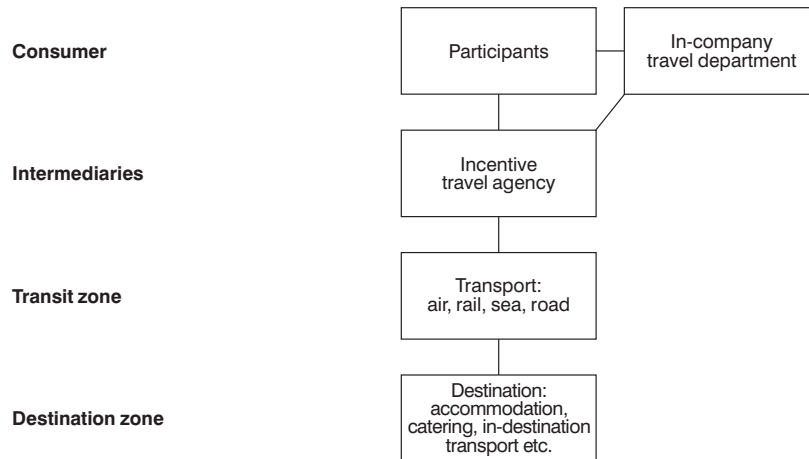 Consumer
Participants
In-company
travel department
Intermediaries
Incentive
travel agency
Transit zone
Transport:
air, rail, sea, road
Destination zone
Destination:
accommodation,
catering, in-destination
transport etc.